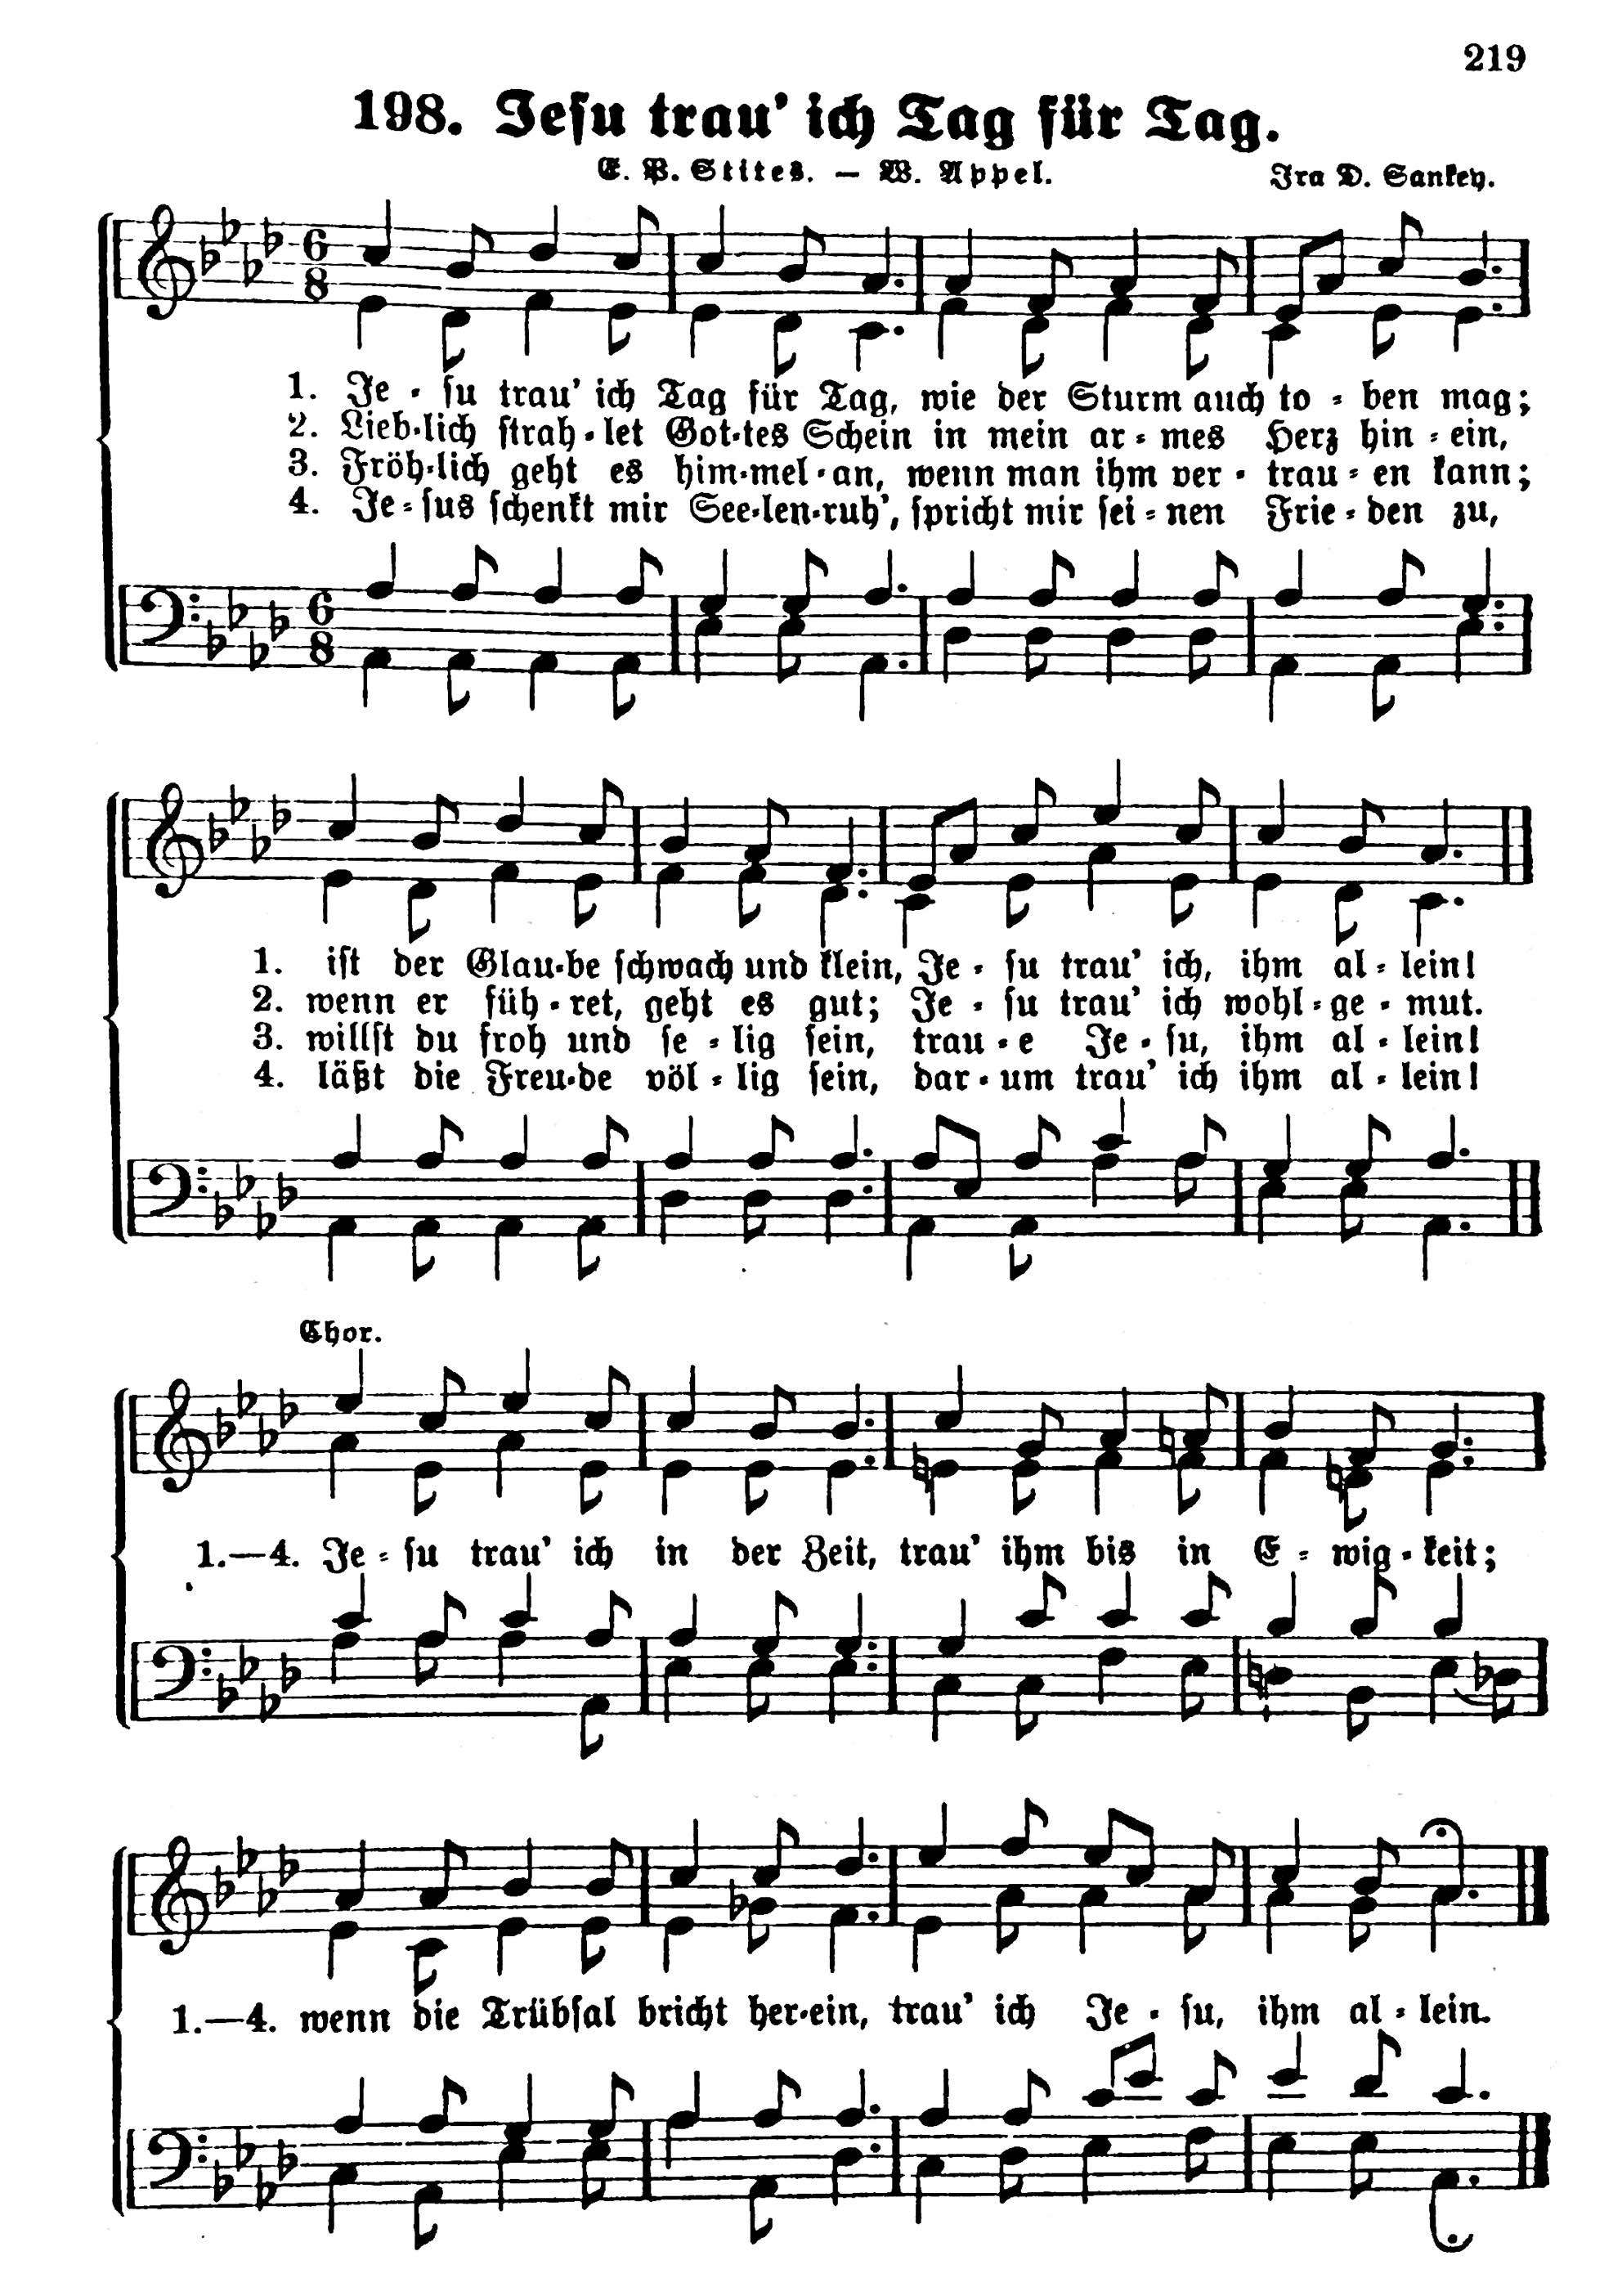 219
198. Jesu trau' ich Tag für Tag.
E. P. Stites. — W. Appel. Ira D. Sankey.
1. Je - su trau' ich Tag für Tag, wie der Sturm auch to - ben mag;
2. Lieb-lich strah-let Got-tes Schein in mein ar-mes Herz hin-ein,
3. Fröh-lich geht es him-mel-an, wenn man ihm ver-trau-en kann;
4. Je-sus schenkt mir See-len-ruh', spricht mir sei-nen Frie-den zu,
1. ist der Glau-be schwach und klein, Je - su trau' ich, ihm al-lein!
2. wenn er füh-ret, geht es gut; Je - su trau' ich wohl-ge-mut.
3. willst du froh und se-lig sein, trau-e Je-su, ihm al-lein!
4. läßt die Freu-de völ-lig sein, dar-um trau' ich ihm al-lein!
Chor.
1.—4. Je-su trau' ich in der Zeit, trau' ihm bis in E-wig-keit;
1.—4. wenn die Trübsal bricht her-ein, trau' ich Je-su, ihm al-lein.